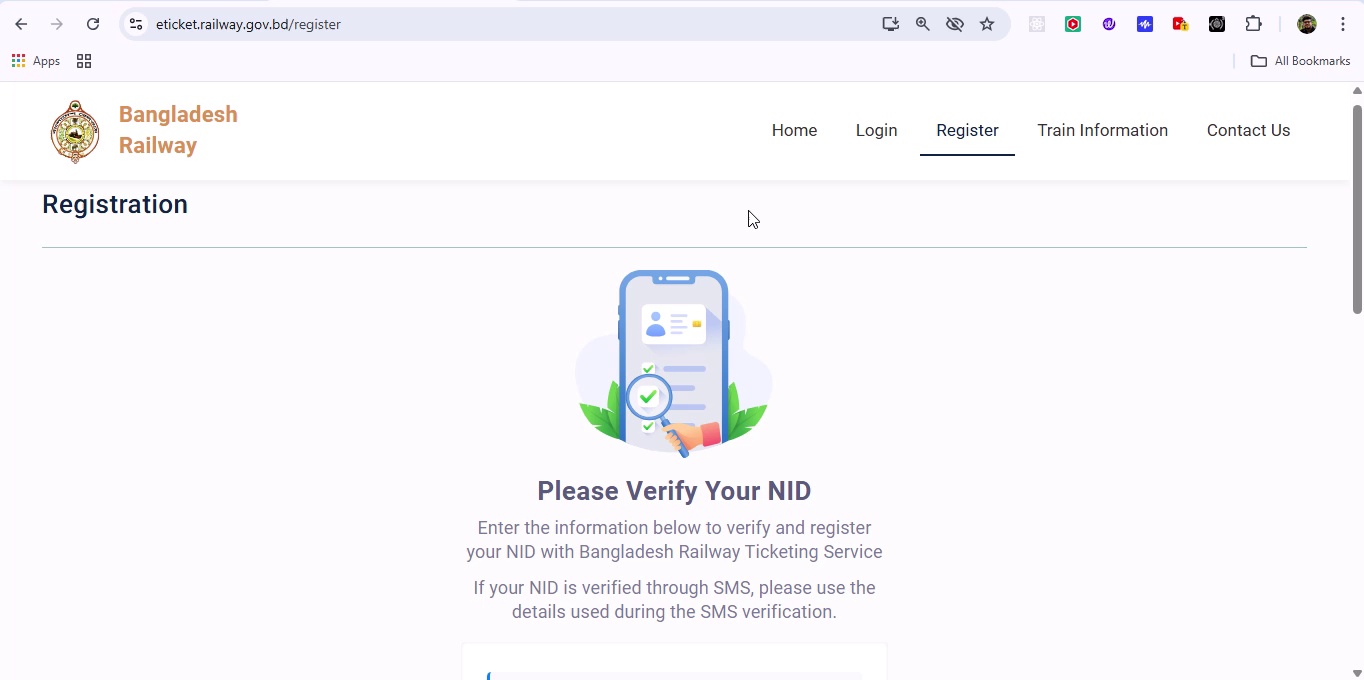 eticket.railway.gov.bd/register
Apps
All Bookmarks
Bangladesh
Railway
Home
Login
Register
Train Information
Contact Us
Registration
Please Verify Your NID
Enter the information below to verify and register
your NID with Bangladesh Railway Ticketing Service
If your NID is verified through SMS, please use the
details used during the SMS verification.